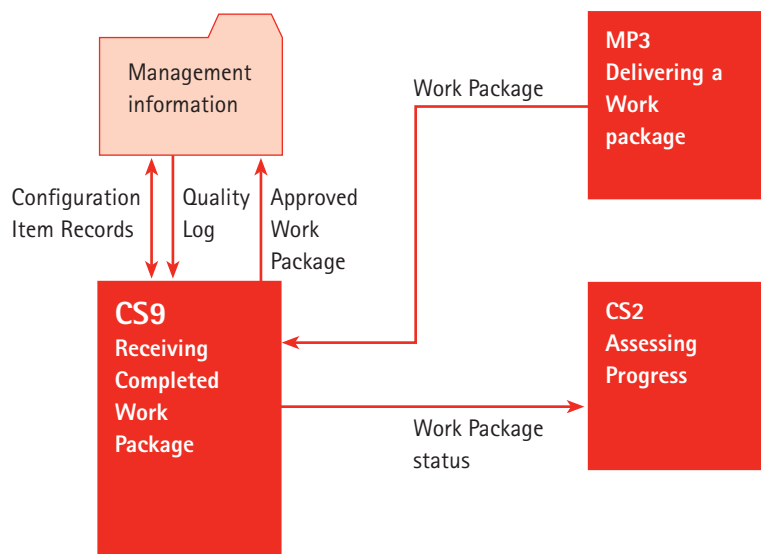 Management
information
MP3
Delivering a
Work
package
Work Package
Configuration
Item Records
Quality
Log
Approved
Work
Package
CS9
Receiving
Completed
Work
Package
CS2
Assessing
Progress
Work Package
status